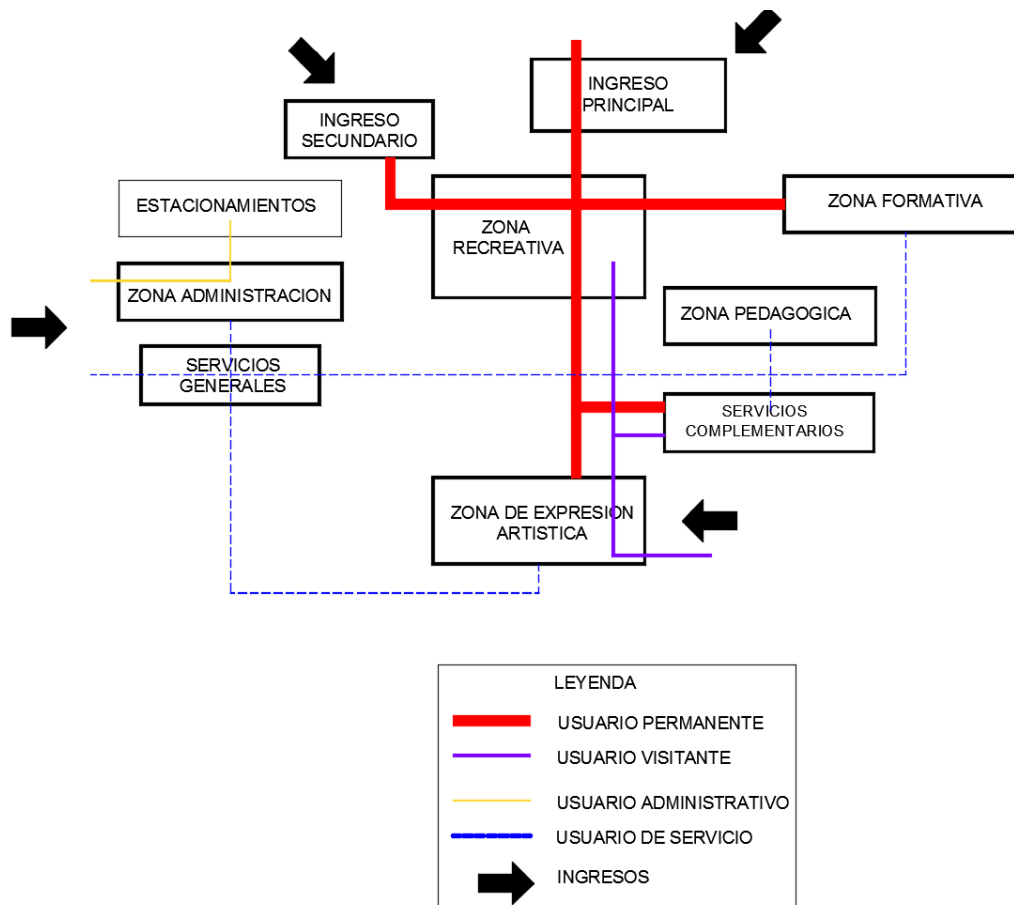 INGRESO
PRINCIPAL
INGRESO
SECUNDARIO
ESTACIONAMIENTOS
ZONA
RECREATIVA
ZONA FORMATIVA
ZONA ADMINISTRACION
ZONA PEDAGOGICA
SERVICIOS
GENERALES
SERVICIOS
COMPLEMENTARIOS
ZONA DE EXPRESION
ARTISTICA
LEYENDA
USUARIO PERMANENTE
USUARIO VISITANTE
USUARIO ADMINISTRATIVO
USUARIO DE SERVICIO
INGRESOS